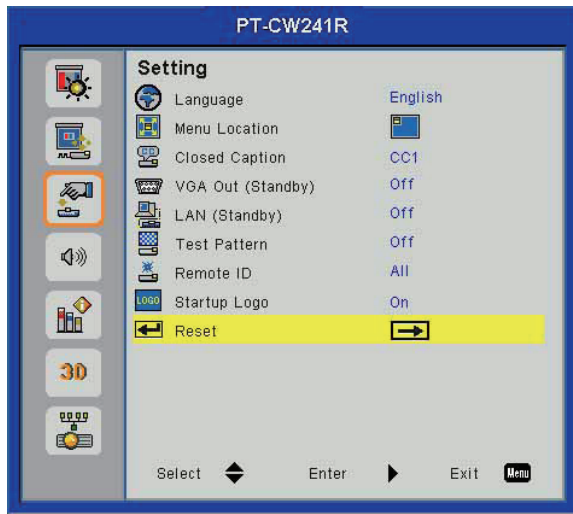 PT-CW241R
Setting
Language English
Menu Location
Closed Caption CC1
VGA Out (Standby) Off
LAN (Standby) Off
Test Pattern Off
Remote ID All
LOGO Startup Logo On
Reset
3D
Select Enter Exit Menu